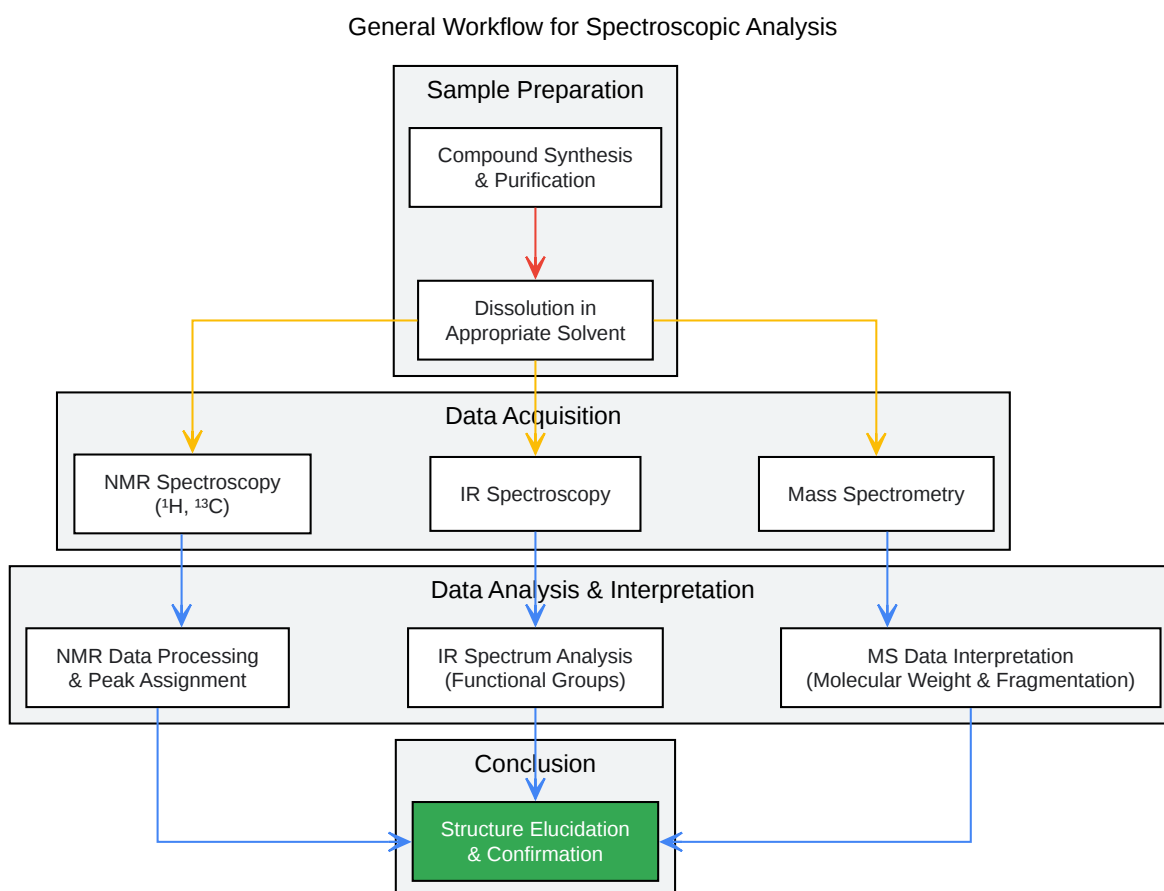 General Workflow for Spectroscopic Analysis
Sample Preparation
Compound Synthesis
& Purification
Dissolution in
Appropriate Solvent
Data Acquisition
NMR Spectroscopy
(¹H, ¹³C)
IR Spectroscopy
Mass Spectrometry
Data Analysis & Interpretation
NMR Data Processing
& Peak Assignment
IR Spectrum Analysis
(Functional Groups)
MS Data Interpretation
(Molecular Weight & Fragmentation)
Conclusion
Structure Elucidation
& Confirmation